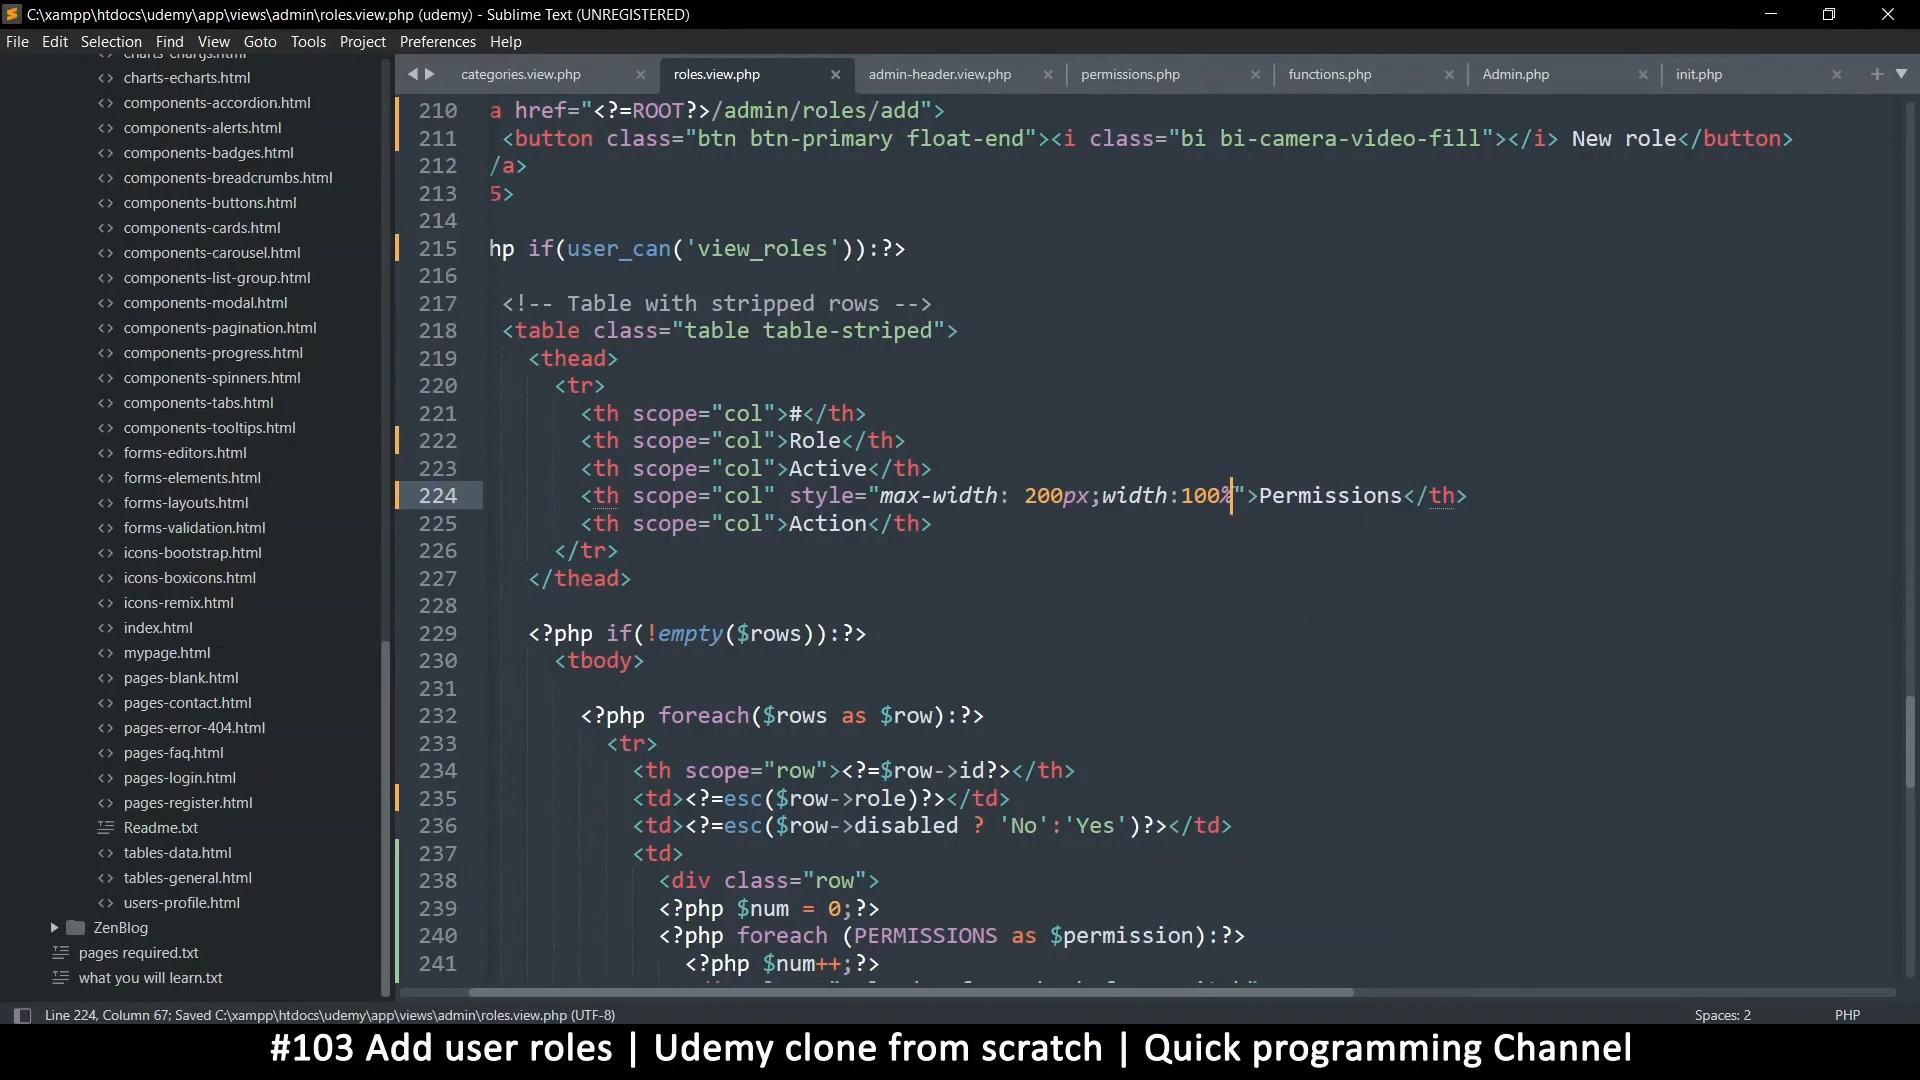 C:\xampp\htdocs\udemy\app\views\admin\roles.view.php (udemy) - Sublime Text (UNREGISTERED)
File Edit Selection Find View Goto Tools Project Preferences Help
charts-chartjs.html
charts-echarts.html
components-accordion.html
components-alerts.html
components-badges.html
components-breadcrumbs.html
components-buttons.html
components-cards.html
components-carousel.html
components-list-group.html
components-modal.html
components-pagination.html
components-progress.html
components-spinners.html
components-tabs.html
components-tooltips.html
forms-editors.html
forms-elements.html
forms-layouts.html
forms-validation.html
icons-bootstrap.html
icons-boxicons.html
icons-remix.html
index.html
mypage.html
pages-blank.html
pages-contact.html
pages-error-404.html
pages-faq.html
pages-login.html
pages-register.html
Readme.txt
tables-data.html
tables-general.html
users-profile.html
ZenBlog
pages required.txt
what you will learn.txt
categories.view.php roles.view.php admin-header.view.php permissions.php functions.php Admin.php init.php
210 a href="<?=ROOT?>/admin/roles/add">
211 <button class="btn btn-primary float-end"><i class="bi bi-camera-video-fill"></i> New role</button>
212 /a>
213 5>
214
215 hp if(user_can('view_roles')):?>
216
217 <!-- Table with stripped rows -->
218 <table class="table table-striped">
219 <thead>
220 <tr>
221 <th scope="col">#</th>
222 <th scope="col">Role</th>
223 <th scope="col">Active</th>
224 <th scope="col" style="max-width: 200px;width:100%">Permissions</th>
225 <th scope="col">Action</th>
226 </tr>
227 </thead>
228
229 <?php if(!empty($rows)):?>
230 <tbody>
231
232 <?php foreach($rows as $row):?>
233 <tr>
234 <th scope="row"><?=$row->id?></th>
235 <td><?=esc($row->role)?></td>
236 <td><?=esc($row->disabled ? 'No':'Yes')?></td>
237 <td>
238 <div class="row">
239 <?php $num = 0;?>
240 <?php foreach (PERMISSIONS as $permission):?>
241 <?php $num++;?>
Line 224, Column 67; Saved C:\xampp\htdocs\udemy\app\views\admin\roles.view.php (UTF-8) Spaces: 2 PHP
#103 Add user roles | Udemy clone from scratch | Quick programming Channel